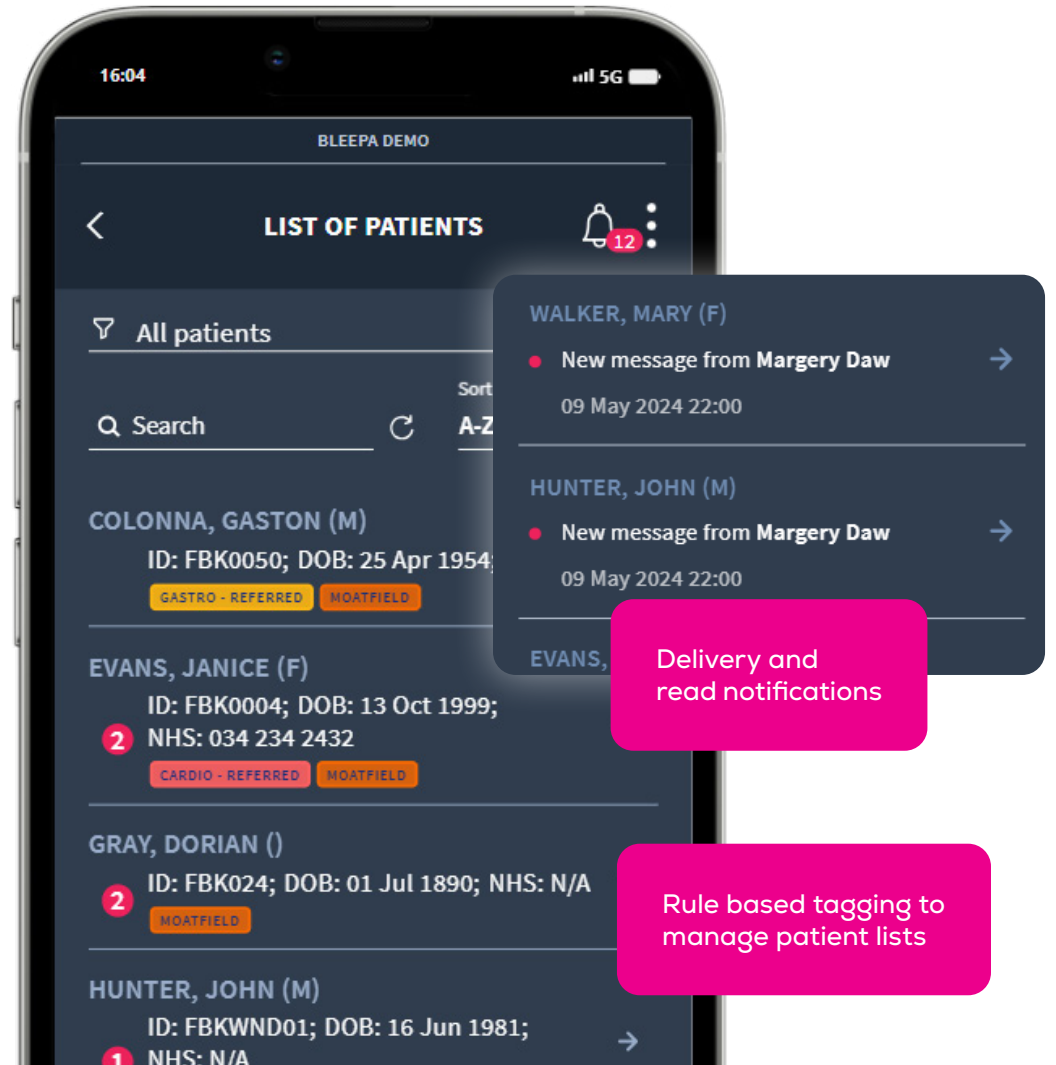 16:04
5G
BLEEPA DEMO
LIST OF PATIENTS
12
All patients
Sort
Search
A-Z
COLONNA, GASTON (M)
ID: FBK0050; DOB: 25 Apr 1954;
GASTRO - REFERRED MOATFIELD
EVANS, JANICE (F)
ID: FBK0004; DOB: 13 Oct 1999;
2 NHS: 034 234 2432
CARDIO - REFERRED MOATFIELD
GRAY, DORIAN ()
ID: FBK024; DOB: 01 Jul 1890; NHS: N/A
2
MOATFIELD
HUNTER, JOHN (M)
ID: FBKWND01; DOB: 16 Jun 1981;
1 NHS: N/A
WALKER, MARY (F)
New message from Margery Daw
09 May 2024 22:00
HUNTER, JOHN (M)
New message from Margery Daw
09 May 2024 22:00
EVANS,
Delivery and
read notifications
Rule based tagging to
manage patient lists